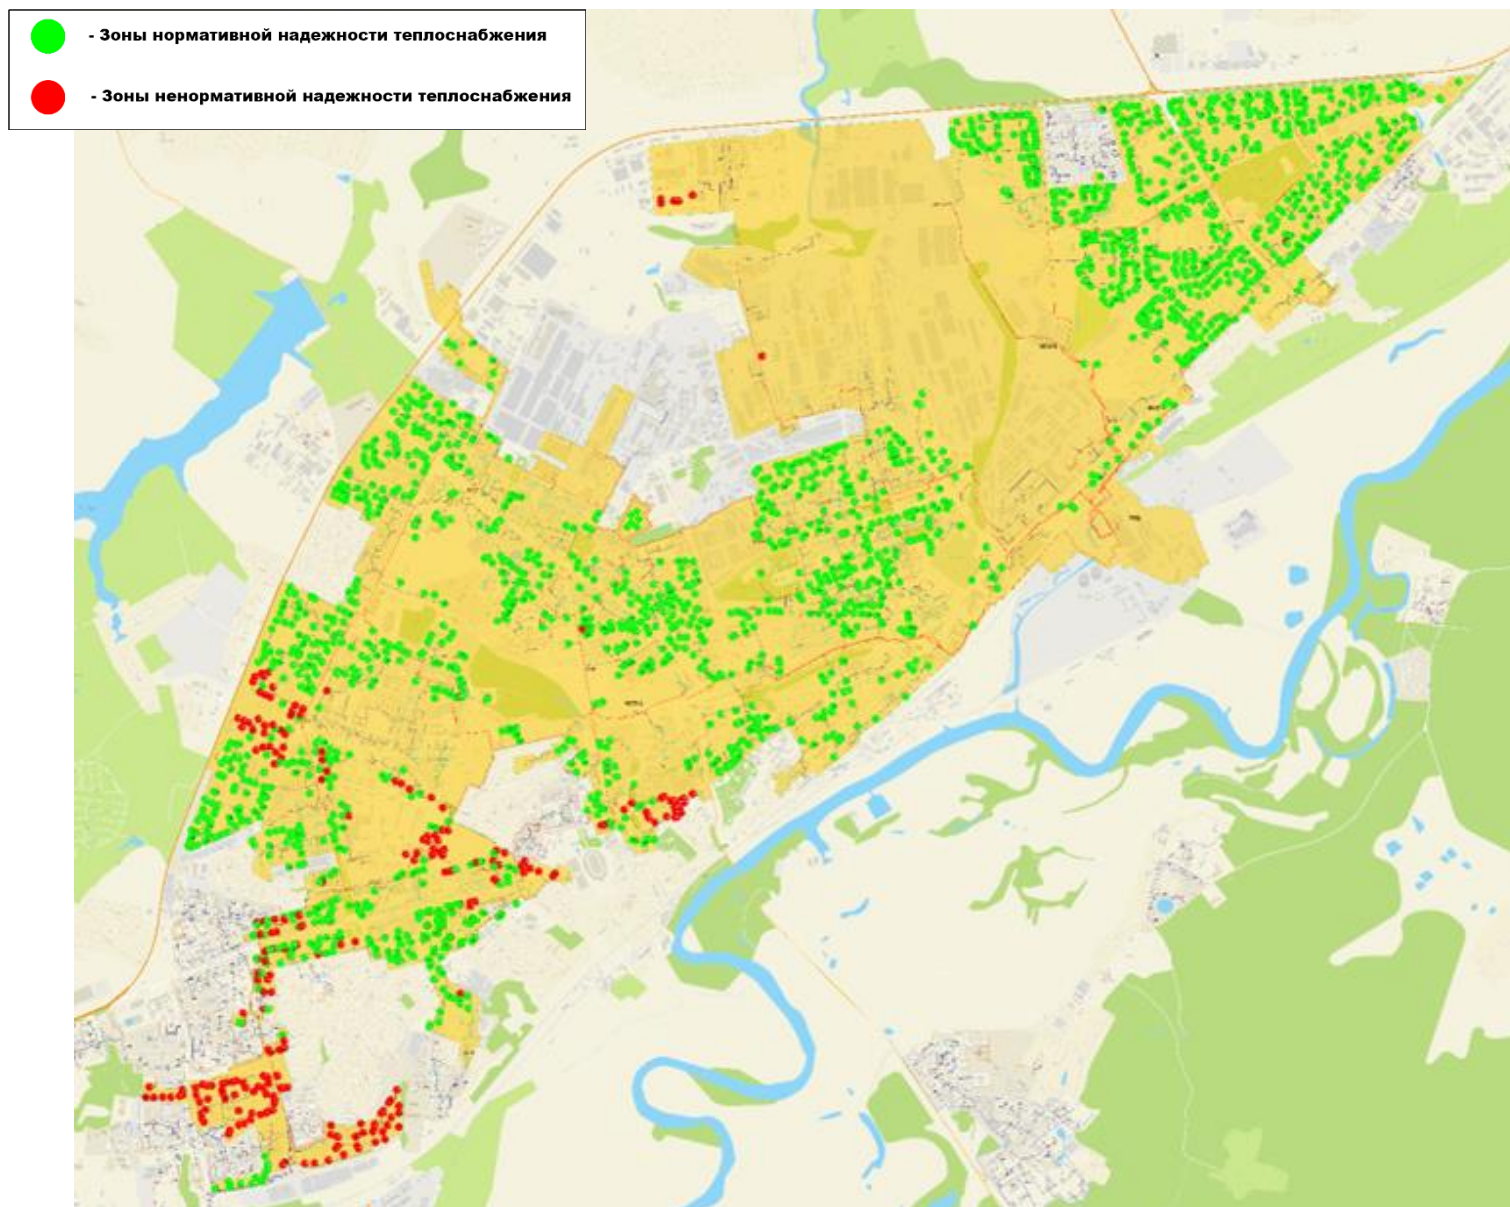 - Зоны нормативной надежности теплоснабжения
- Зоны ненормативной надежности теплоснабжения